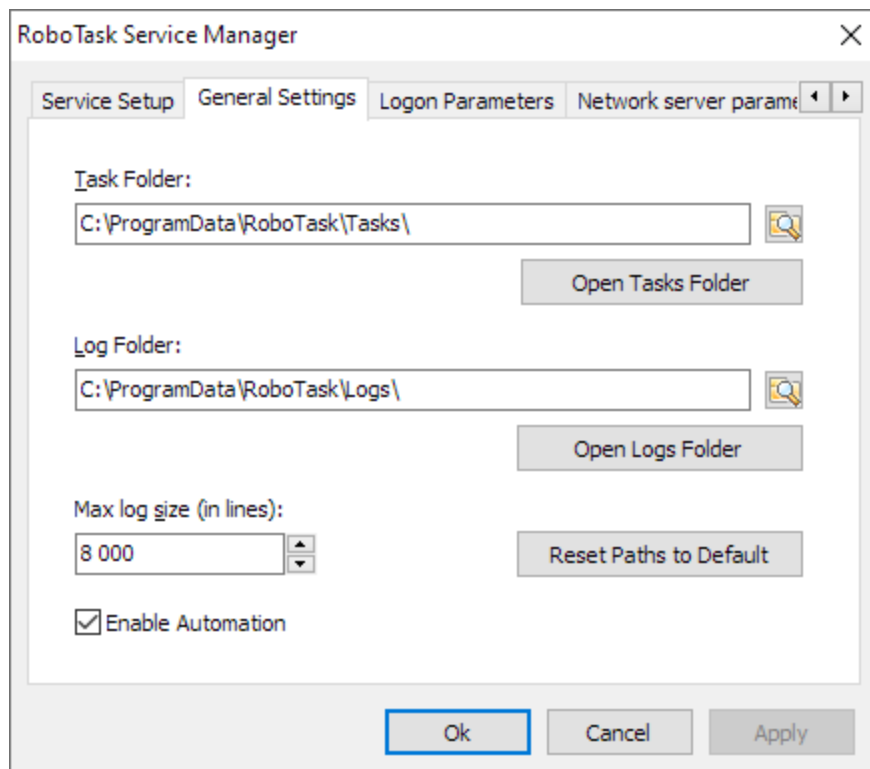 RoboTask Service Manager
Service Setup General Settings Logon Parameters Network server parame
Task Folder:
C:\ProgramData\RoboTask\Tasks\
Open Tasks Folder
Log Folder:
C:\ProgramData\RoboTask\Logs\
Open Logs Folder
Max log size (in lines):
8 000 Reset Paths to Default
Enable Automation
Ok Cancel Apply